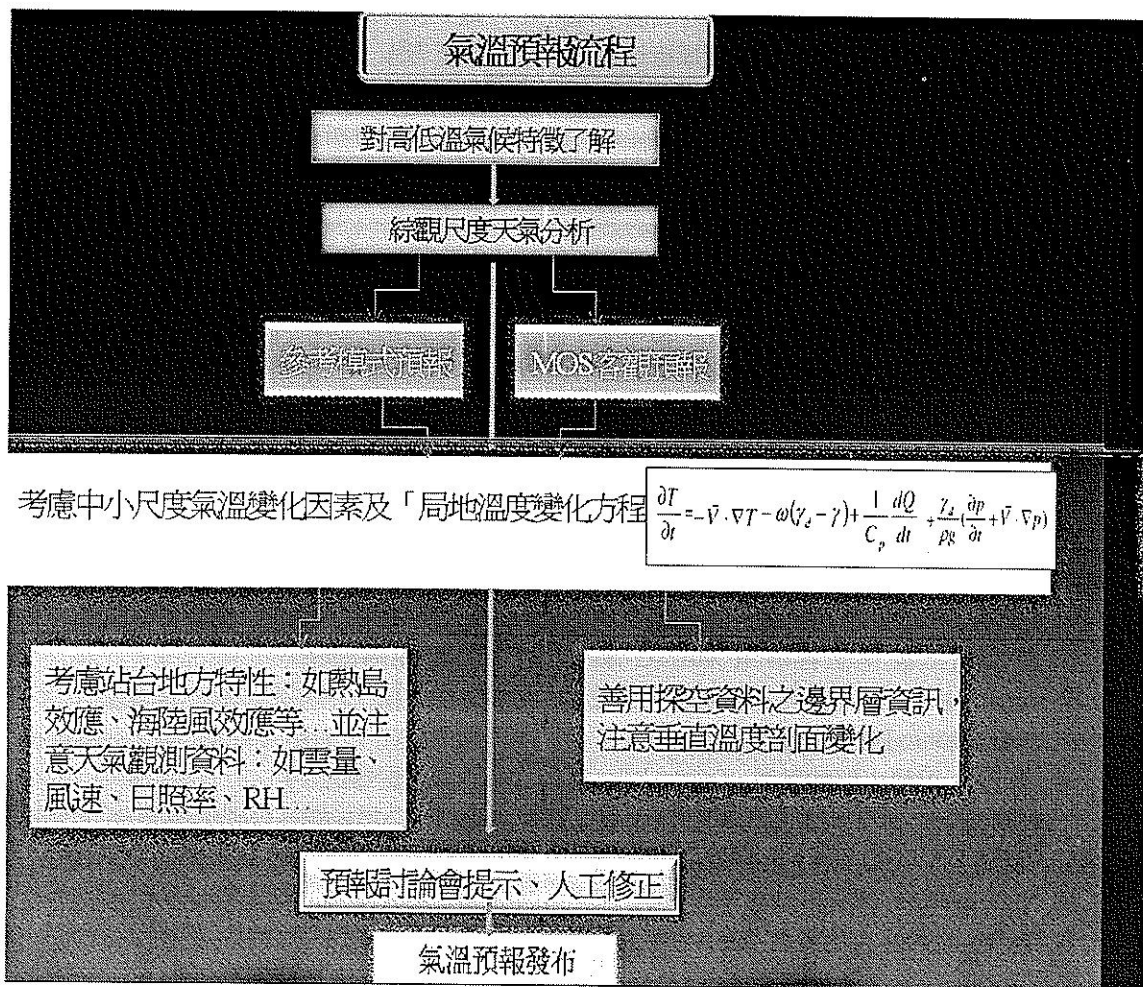 氣溫預報流程
對高低溫氣候特徵了解
綜觀尺度天氣分析
參考模式預報
MOS客觀預報
考慮中小尺度氣溫變化因素及「局地溫度變化方程
∂T/∂t = -V̄·∇T - ω(γ_d - γ) + 1/C_p dQ/dt + γ_d/ρg (∂p/∂t + V̄·∇p)
考慮站台地方特性：如熱島
效應、海陸風效應等...並注
意天氣觀測資料：如雲量、
風速、日照率、RH...
善用探空資料之邊界層資訊，
注意垂直溫度剖面變化
預報討論會提示、人工修正
氣溫預報發布